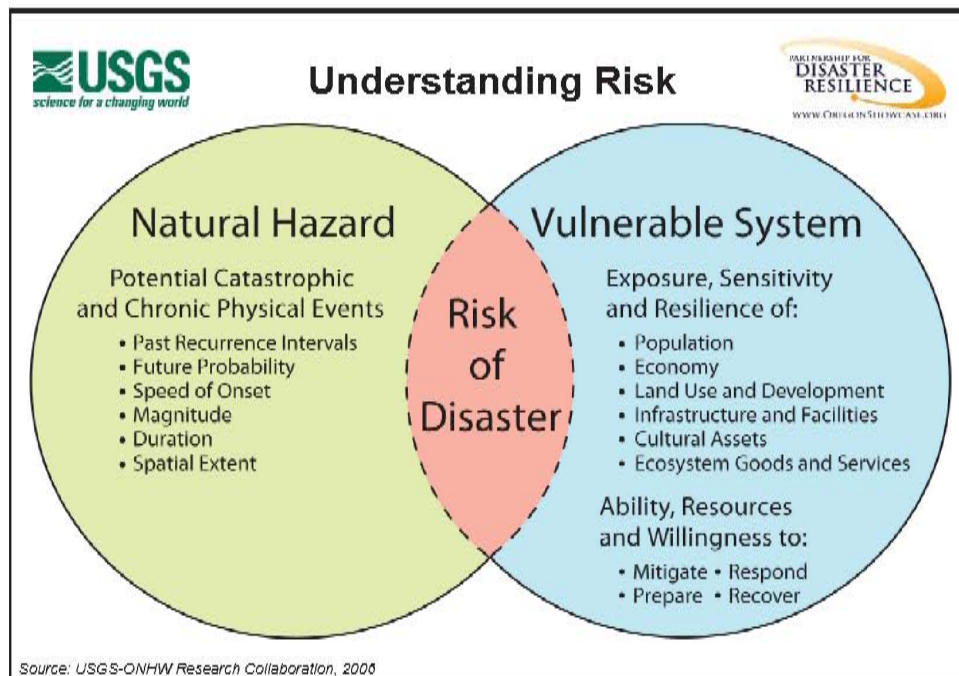 USGS
science for a changing world
Understanding Risk
PARTNERSHIP FOR
DISASTER
RESILIENCE
WWW.OREGONSHOWCASE.ORG
Natural Hazard
Potential Catastrophic
and Chronic Physical Events
• Past Recurrence Intervals
• Future Probability
• Speed of Onset
• Magnitude
• Duration
• Spatial Extent
Risk
of
Disaster
Vulnerable System
Exposure, Sensitivity
and Resilience of:
• Population
• Economy
• Land Use and Development
• Infrastructure and Facilities
• Cultural Assets
• Ecosystem Goods and Services
Ability, Resources
and Willingness to:
• Mitigate • Respond
• Prepare • Recover
Source: USGS-ONHW Research Collaboration, 2006